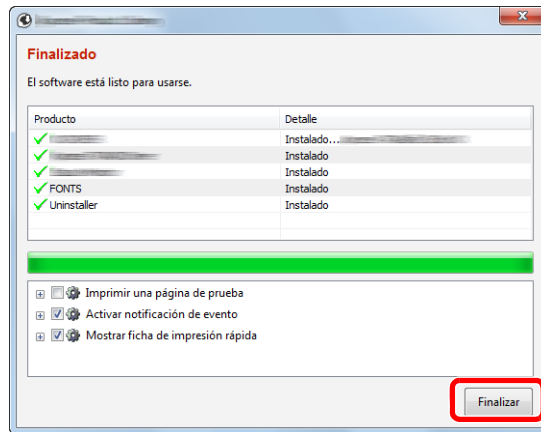 Finalizado
El software está listo para usarse.
Producto Detalle
Instalado...
Instalado
Instalado
FONTS Instalado
Uninstaller Instalado
Imprimir una página de prueba
Activar notificación de evento
Mostrar ficha de impresión rápida
Finalizar